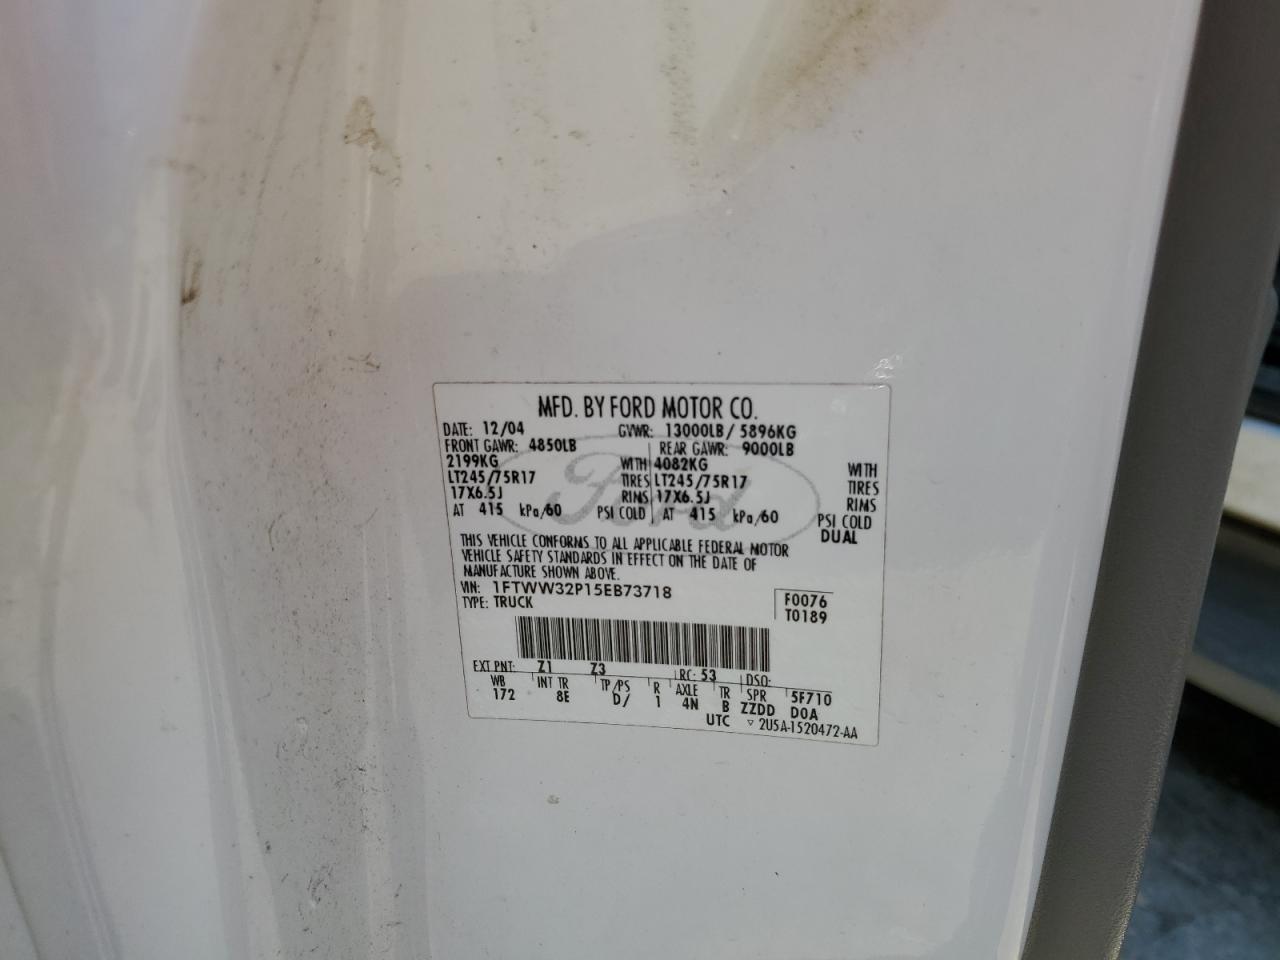 MFD. BY FORD MOTOR CO.
DATE: 12/04 GVWR: 13000LB/ 5896KG
FRONT GAWR: 4850LB REAR GAWR: 9000LB
2199KG WITH 4082KG WITH
LT245/75R17 TIRES LT245/75R17 TIRES
17X6.5J RIMS 17X6.5J RIMS
AT 415 kPa/60 PSI COLD AT 415 kPa/60 PSI COLD
DUAL
THIS VEHICLE CONFORMS TO ALL APPLICABLE FEDERAL MOTOR
VEHICLE SAFETY STANDARDS IN EFFECT ON THE DATE OF
MANUFACTURE SHOWN ABOVE.
VIN: 1FTWW32P15EB73718 F0076
TYPE: TRUCK T0189
EXT PNT: Z1 Z3 RC: 53 DSO:
WB INT TR TP/PS R AXLE TR SPR 5F710
172 8E D/ 1 4N B ZZDD D0A
UTC ▽ 2U5A-1520472-AA
Ford